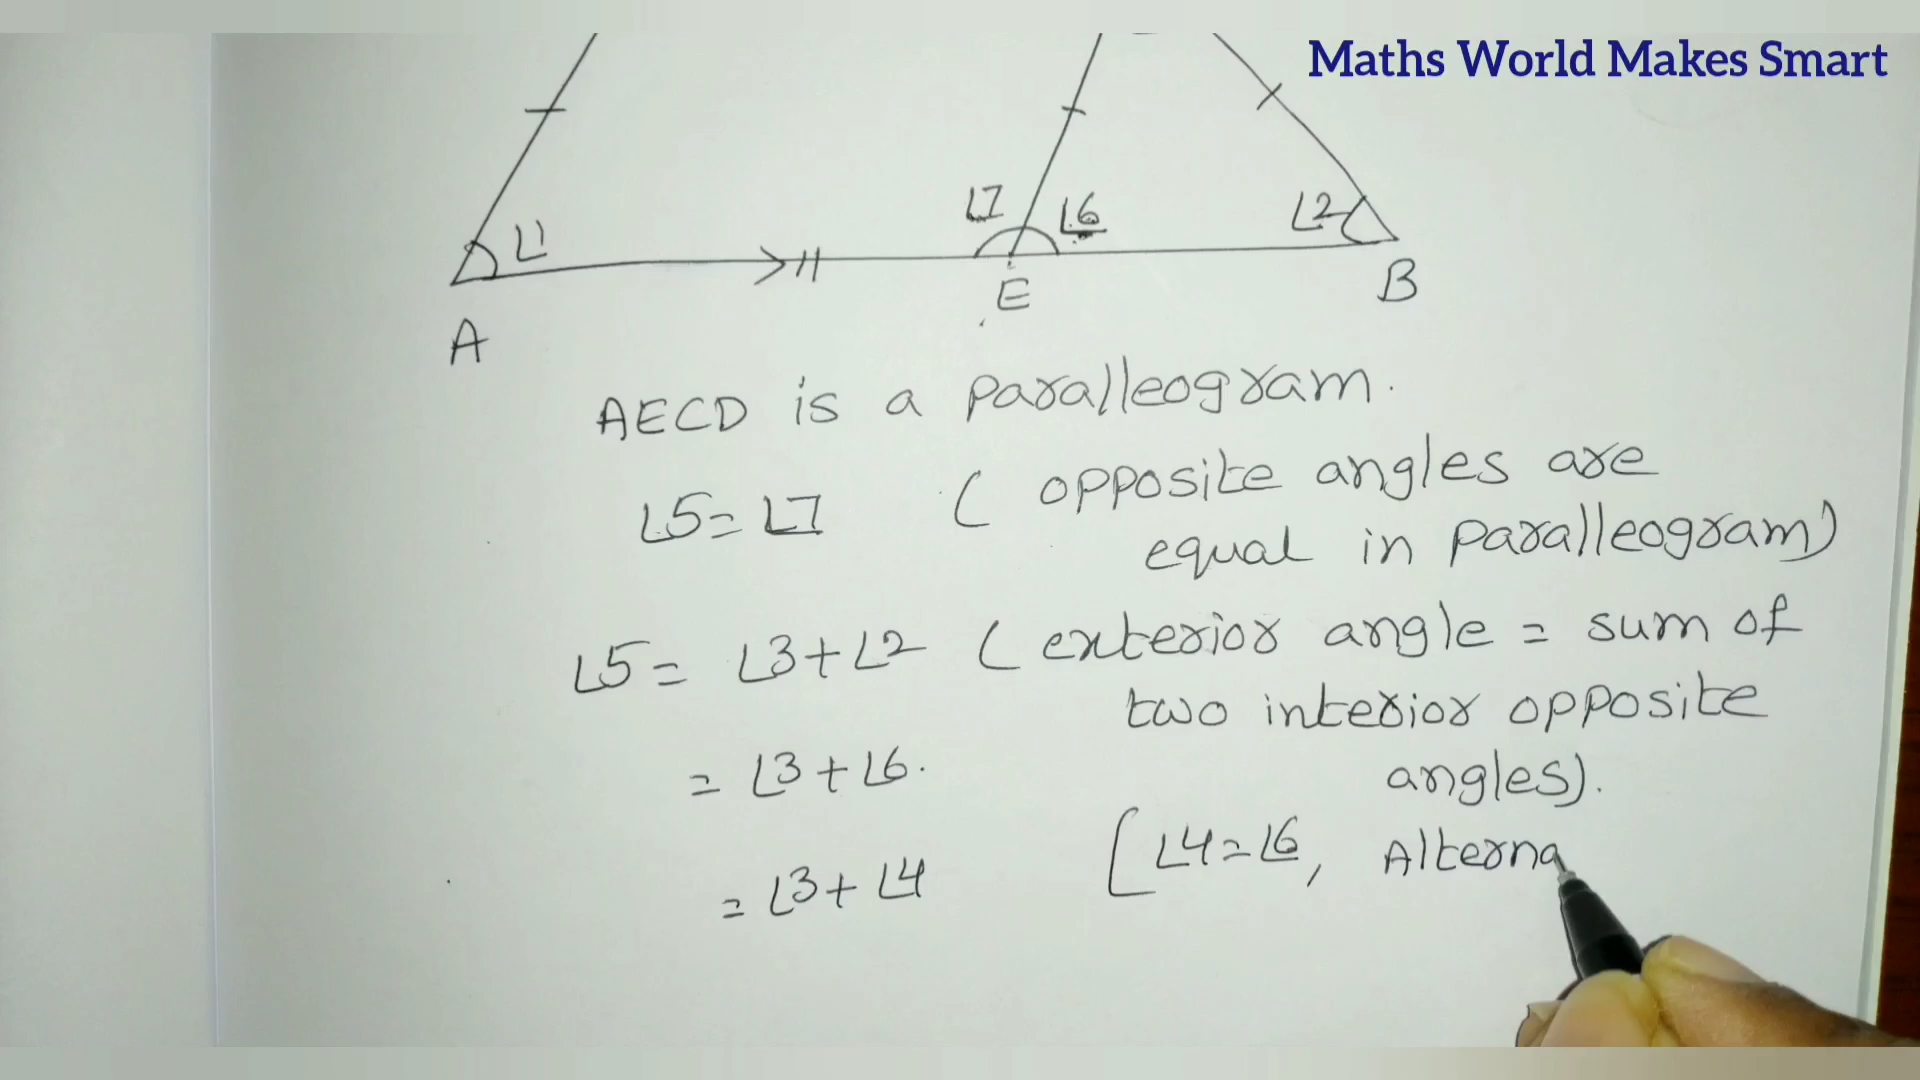 Maths World Makes Smart
∠7 ∠6 ∠2
∠1
E B
A
AECD is a paralleogram.
∠5 = ∠7 ( opposite angles are
equal in paralleogram)
∠5 = ∠3 + ∠2 ( exterior angle = sum of
two interior opposite
= ∠3 + ∠6. angles).
= ∠3 + ∠4 [ ∠4 = ∠6, Alterna